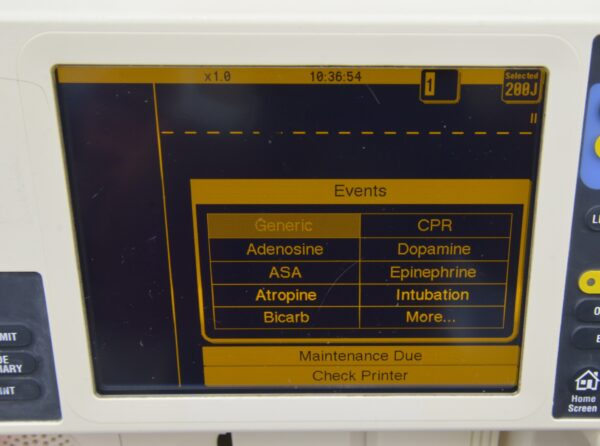 x1.0 10:36:54 1 Selected
200J
II
Events
Generic CPR
Adenosine Dopamine
ASA Epinephrine
Atropine Intubation
Bicarb More...
Maintenance Due
Check Printer
Home
Screen